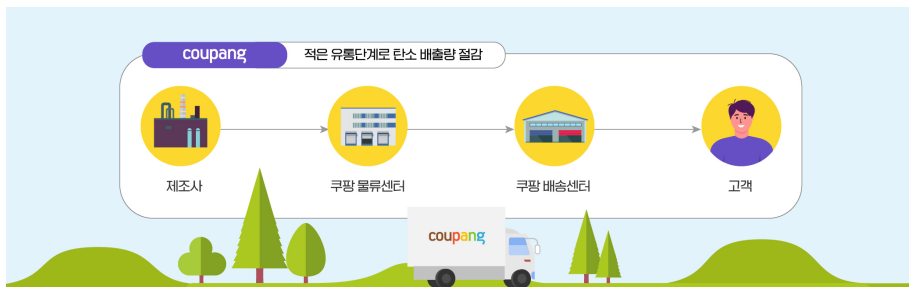 coupang 적은 유통단계로 탄소 배출량 절감
제조사 쿠팡 물류센터 쿠팡 배송센터 고객
coupang